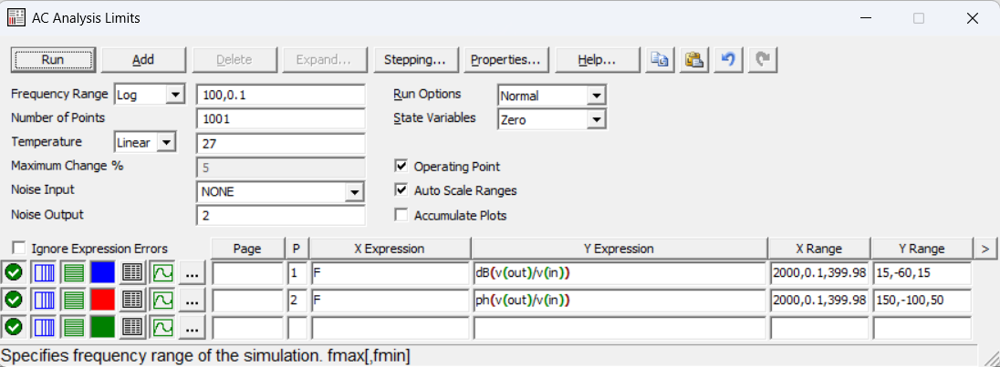 AC Analysis Limits
Run Add Delete Expand... Stepping... Properties... Help...
Frequency Range Log 100,0.1 Run Options Normal
Number of Points 1001 State Variables Zero
Temperature Linear 27
Maximum Change % 5 Operating Point
Noise Input NONE Auto Scale Ranges
Noise Output 2 Accumulate Plots
Ignore Expression Errors Page P X Expression Y Expression X Range Y Range >
... 1 F dB(v(out)/v(in)) 2000,0.1,399.98 15,-60,15
... 2 F ph(v(out)/v(in)) 2000,0.1,399.98 150,-100,50
...
Specifies frequency range of the simulation. fmax[,fmin]